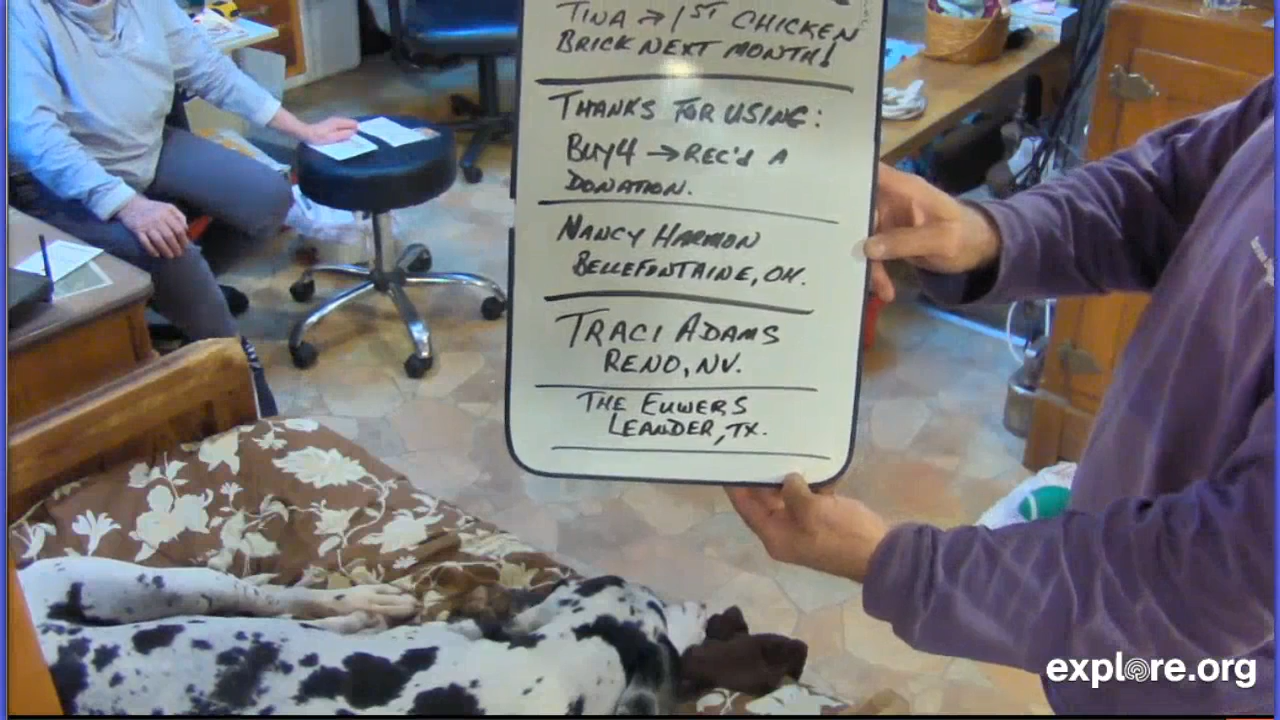 TINA → 1ST CHICKEN
BRICK NEXT MONTH!
THANKS FOR USING:
BUY4 → REC'D A
DONATION.
NANCY HARMON
BELLEFONTAINE, OH.
TRACI ADAMS
RENO, NV.
THE EUWERS
LEANDER, TX.
explore.org